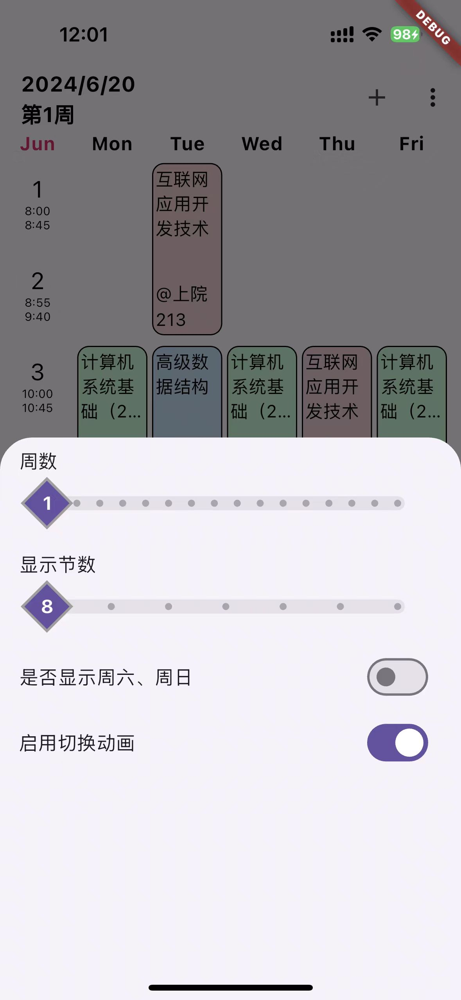 12:01
98
DEBUG
2024/6/20
第1周
Jun Mon Tue Wed Thu Fri
1
8:00
8:45
互联网
应用开
发技术
@上院
213
2
8:55
9:40
3
10:00
10:45
计算机
系统基
础（2...
高级数
据结构
计算机
系统基
础（2...
互联网
应用开
发技术
计算机
系统基
础（2...
周数
1
显示节数
8
是否显示周六、周日
启用切换动画